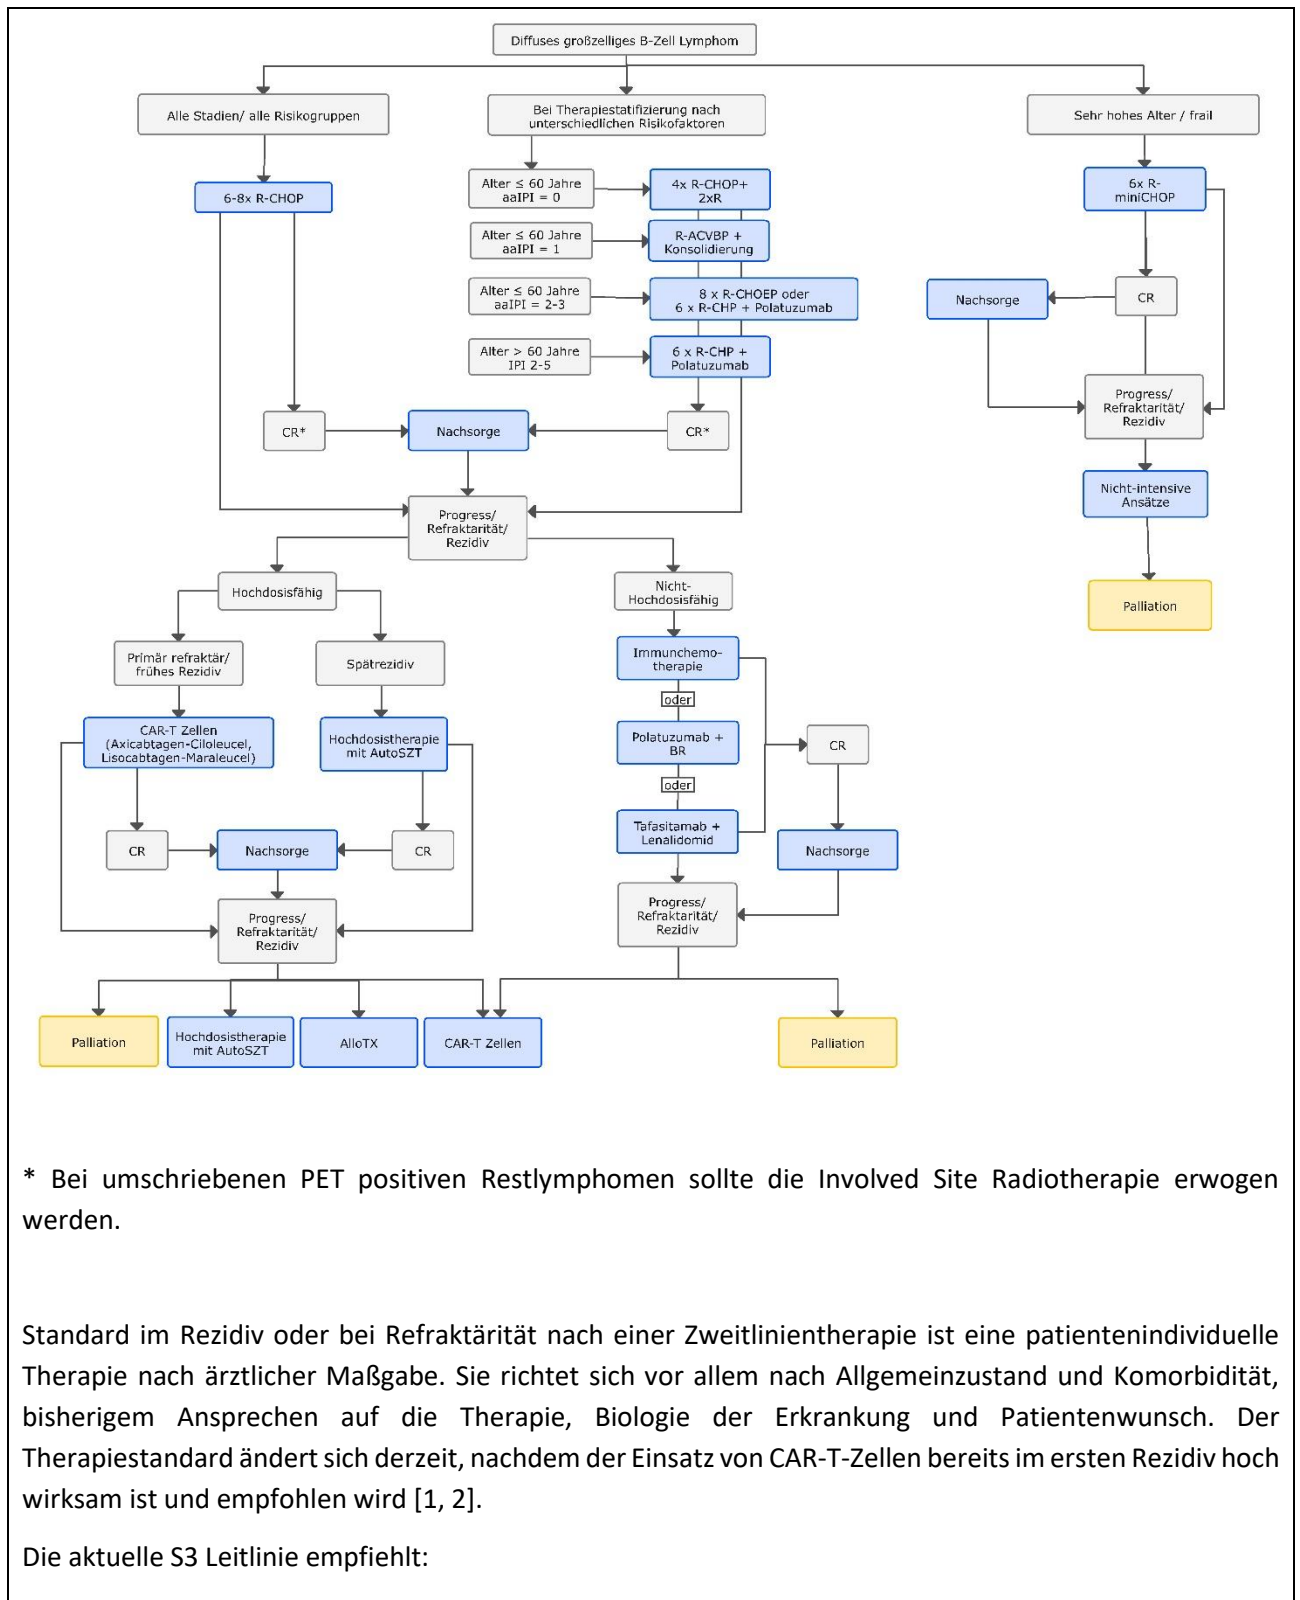 Diffuses großzelliges B-Zell Lymphom
Alle Stadien/ alle Risikogruppen
Bei Therapiestatifizierung nach
unterschiedlichen Risikofaktoren
Sehr hohes Alter / frail
6-8x R-CHOP
Alter ≤ 60 Jahre
aaIPI = 0
4x R-CHOP+
2xR
Alter ≤ 60 Jahre
aaIPI = 1
R-ACVBP +
Konsolidierung
Alter ≤ 60 Jahre
aaIPI = 2-3
8 x R-CHOEP oder
6 x R-CHP + Polatuzumab
Alter > 60 Jahre
IPI 2-5
6 x R-CHP +
Polatuzumab
6x R-
miniCHOP
CR
Nachsorge
Progress/
Refraktarität/
Rezidiv
Nicht-intensive
Ansätze
Palliation
CR*
Nachsorge
CR*
Progress/
Refraktarität/
Rezidiv
Hochdosisfähig
Nicht-
Hochdosisfähig
Primär refraktär/
frühes Rezidiv
Spätrezidiv
CAR-T Zellen
(Axicabtagen-Ciloleucel,
Lisocabtagen-Maraleucel)
Hochdosistherapie
mit AutoSZT
CR
Nachsorge
CR
Progress/
Refraktarität/
Rezidiv
Immunchemo-
therapie
oder
Polatuzumab +
BR
oder
Tafasitamab +
Lenalidomid
CR
Nachsorge
Progress/
Refraktarität/
Rezidiv
Palliation
Hochdosistherapie
mit AutoSZT
AlloTX
CAR-T Zellen
Palliation
* Bei umschriebenen PET positiven Restlymphomen sollte die Involved Site Radiotherapie erwogen
werden.
Standard im Rezidiv oder bei Refraktärität nach einer Zweitlinientherapie ist eine patientenindividuelle
Therapie nach ärztlicher Maßgabe. Sie richtet sich vor allem nach Allgemeinzustand und Komorbidität,
bisherigem Ansprechen auf die Therapie, Biologie der Erkrankung und Patientenwunsch. Der
Therapiestandard ändert sich derzeit, nachdem der Einsatz von CAR-T-Zellen bereits im ersten Rezidiv hoch
wirksam ist und empfohlen wird [1, 2].
Die aktuelle S3 Leitlinie empfiehlt: